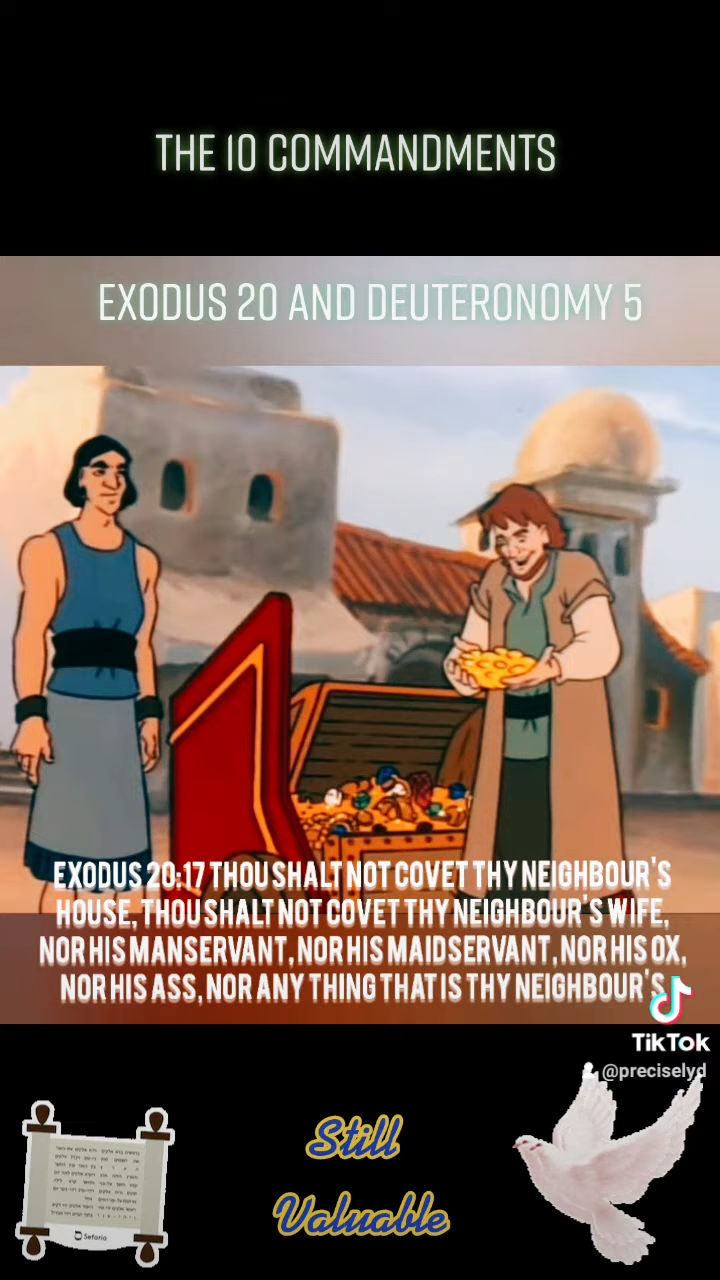 THE 10 COMMANDMENTS
EXODUS 20 AND DEUTERONOMY 5
EXODUS 20:17 THOU SHALT NOT COVET THY NEIGHBOUR'S
HOUSE, THOU SHALT NOT COVET THY NEIGHBOUR'S WIFE,
NOR HIS MANSERVANT, NOR HIS MAIDSERVANT, NOR HIS OX,
NOR HIS ASS, NOR ANY THING THAT IS THY NEIGHBOUR'S
TikTok
@preciselyd
Still
Valuable
Sefaria